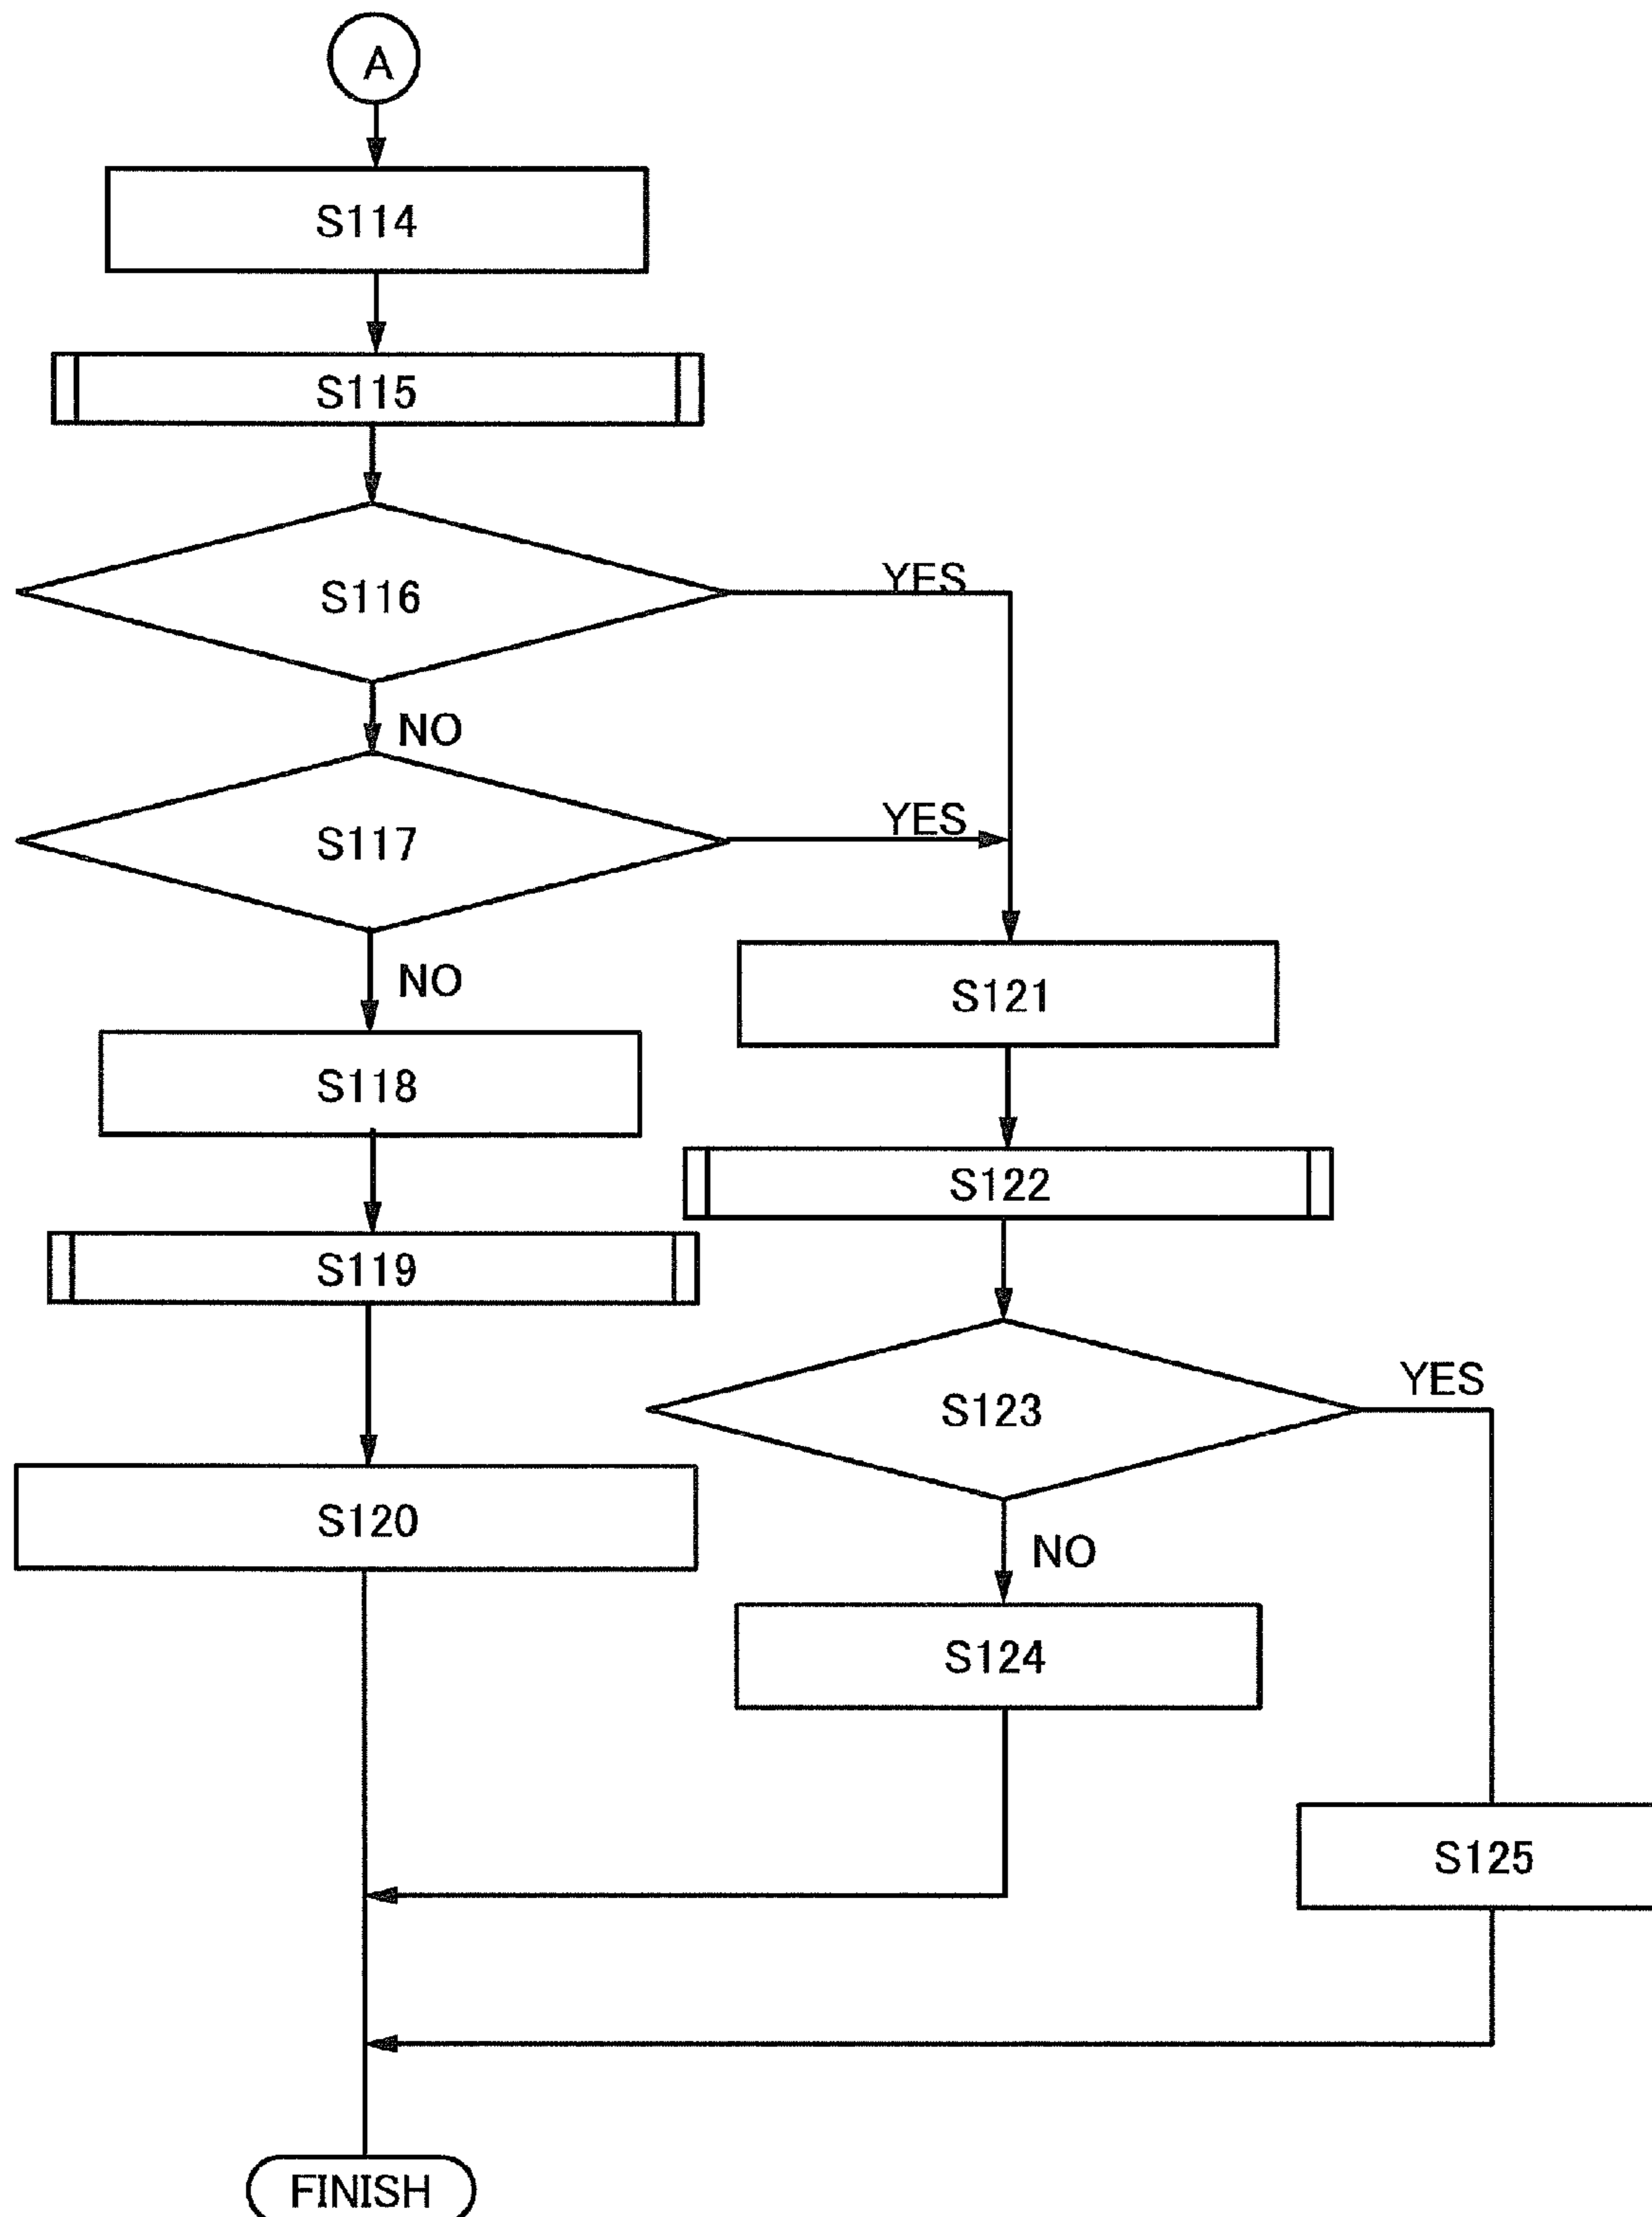 A
S114
S115
S116
YES
NO
S117
YES
NO
S118
S121
S119
S122
S123
YES
S120
NO
S124
S125
FINISH